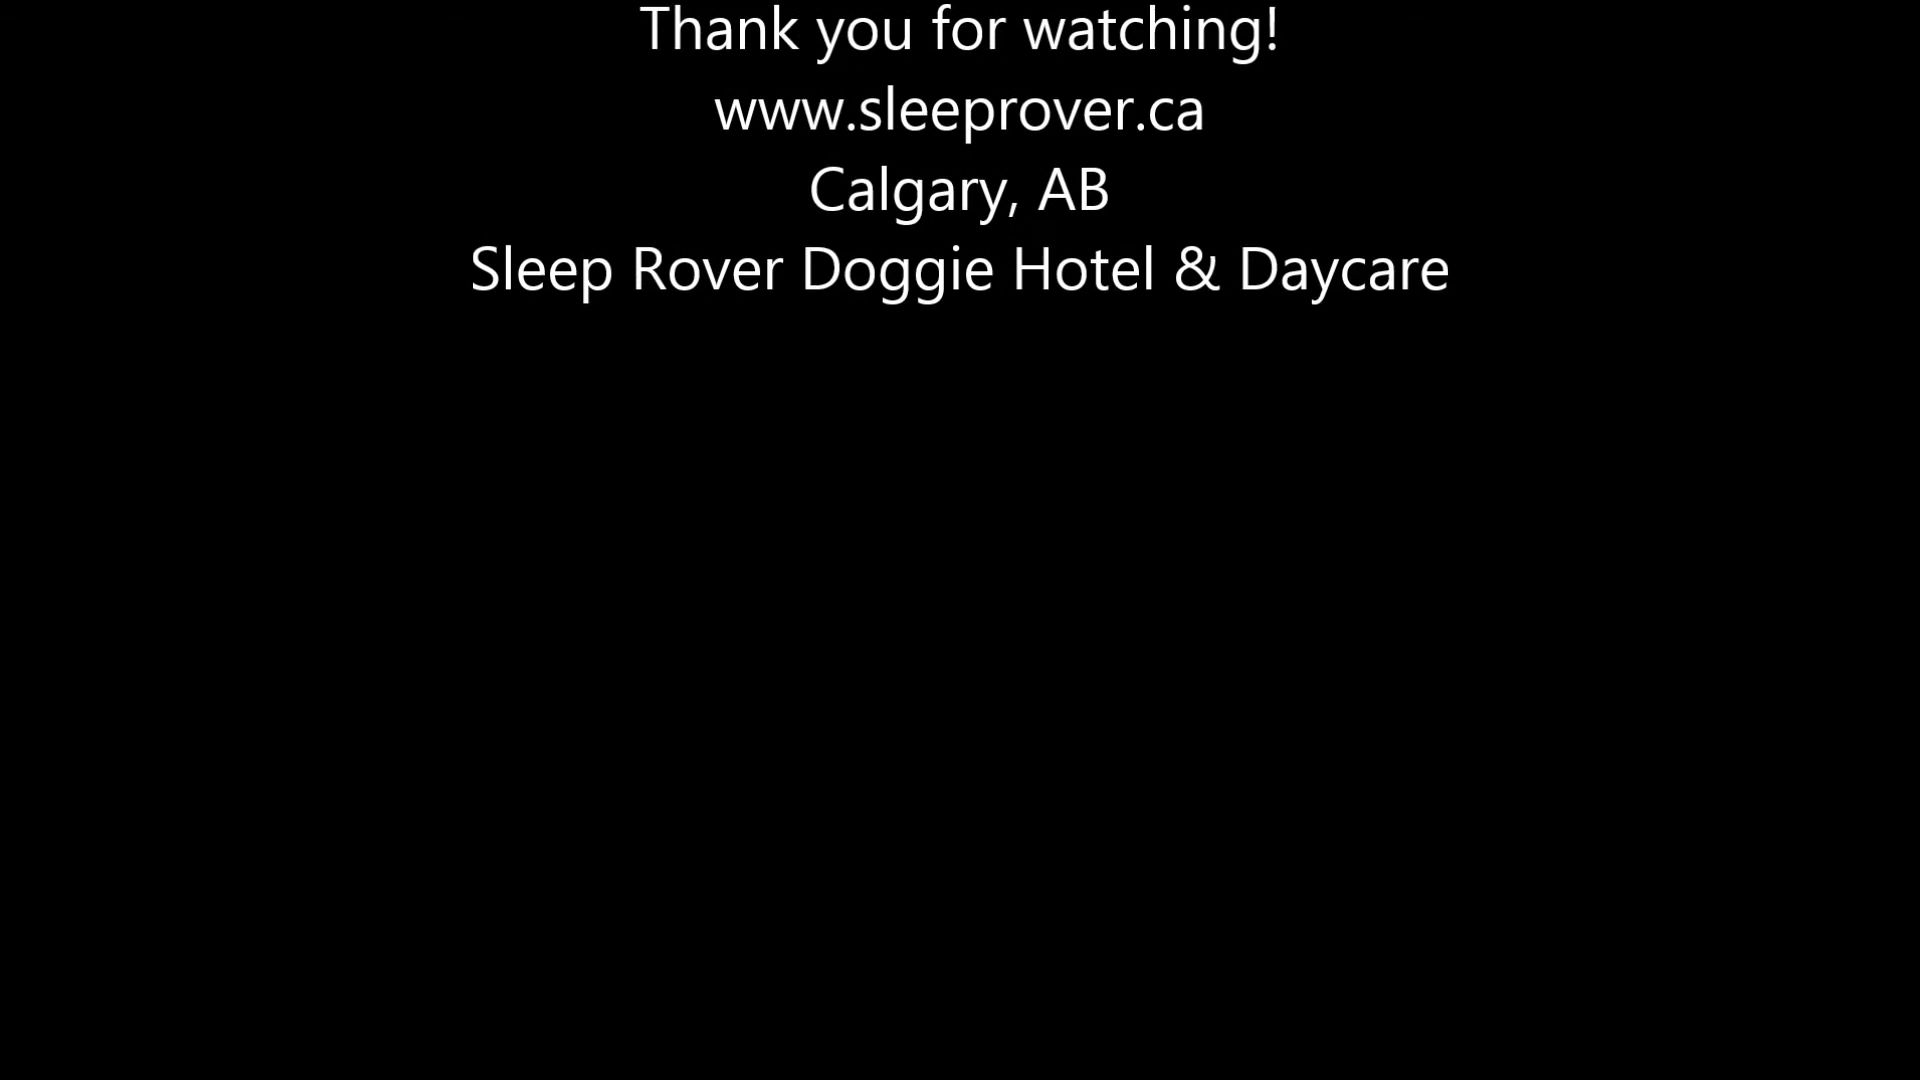 Thank you for watching!
www.sleeprover.ca
Calgary, AB
Sleep Rover Doggie Hotel & Daycare